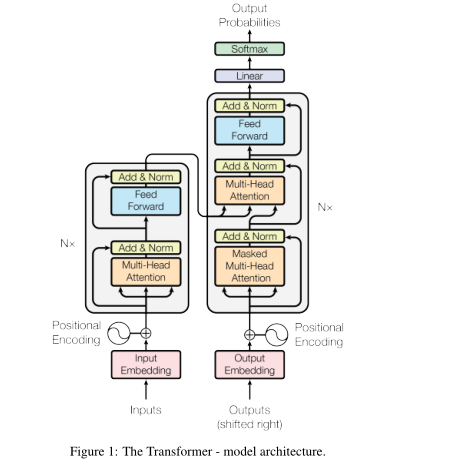 Output
Probabilities
Softmax
Linear
Add & Norm
Feed
Forward
Add & Norm
Multi-Head
Attention
Add & Norm
Masked
Multi-Head
Attention
Nx
Add & Norm
Feed
Forward
Add & Norm
Multi-Head
Attention
Nx
Positional
Encoding
Positional
Encoding
Input
Embedding
Output
Embedding
Inputs
Outputs
(shifted right)
Figure 1: The Transformer - model architecture.